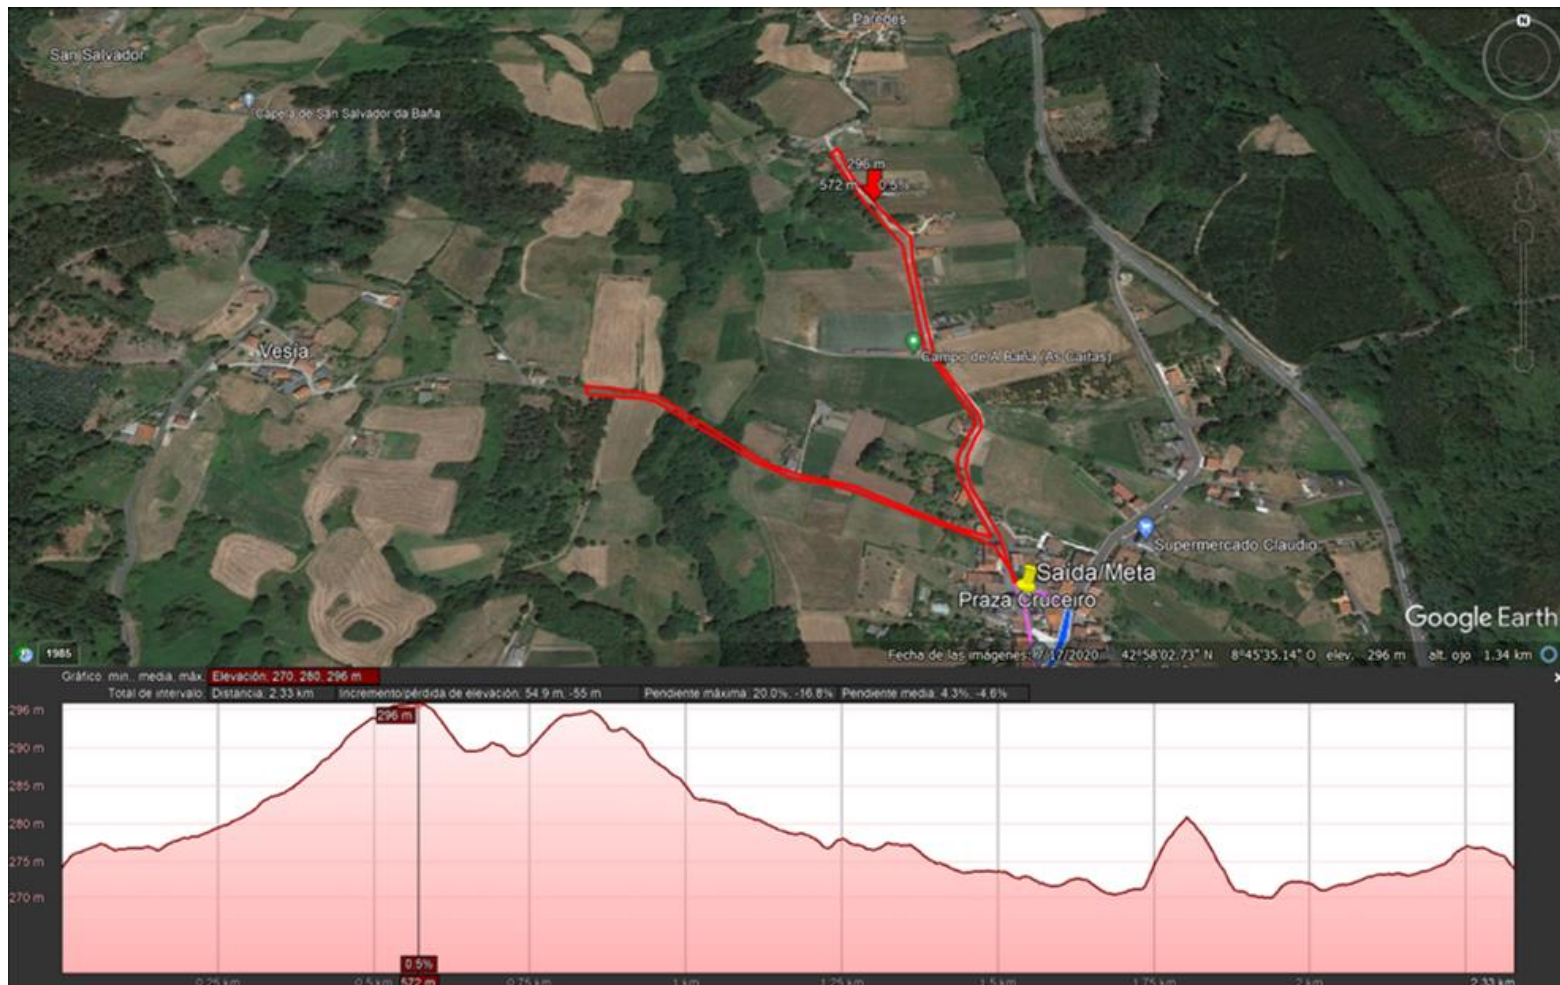 Paredes
San Salvador
Capela de San Salvador da Baña
N
296 m
572 m 0.5%
Campo de A Baña (As Gaitas)
Vesía
Supermercado Claudio
Saída/Meta
Praza Cruceiro
Google Earth
1985
Fecha de las imágenes: 7/17/2020 42°58'02.73" N 8°45'35.14" O elev. 296 m alt. ojo 1.34 km
Gráfico: mín., media, máx. Elevación: 270, 280, 296 m
Total de intervalo: Distancia: 2.33 km Incremento/pérdida de elevación: 54.9 m, -55 m Pendiente máxima: 20.0%, -16.8% Pendiente media: 4.3%, -4.6%
296 m
296 m
290 m
285 m
280 m
275 m
270 m
0.5%
0.25 km 0.5 km 572 m 0.75 km 1 km 1.25 km 1.5 km 1.75 km 2 km 2.33 km